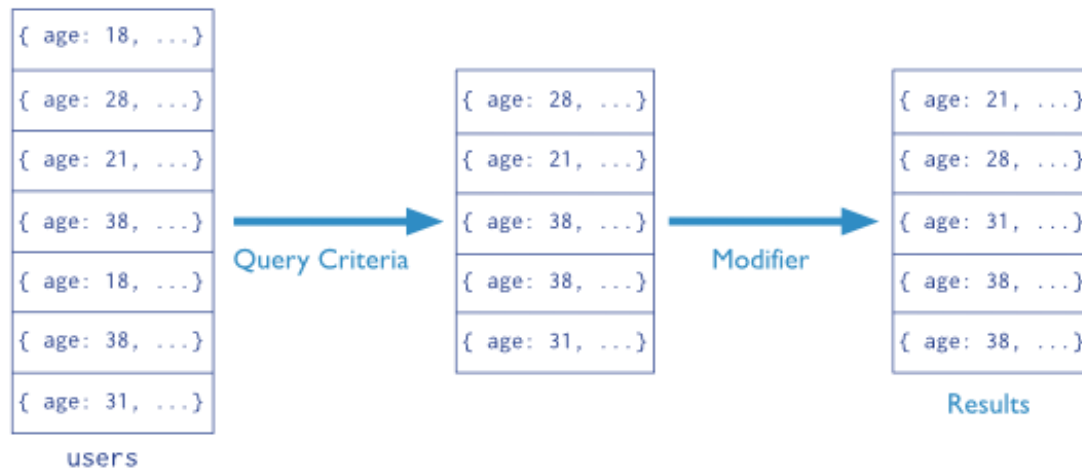 { age: 18, ...}
{ age: 28, ...}
{ age: 21, ...}
{ age: 38, ...}
{ age: 18, ...}
{ age: 38, ...}
{ age: 31, ...}
users
Query Criteria
{ age: 28, ...}
{ age: 21, ...}
{ age: 38, ...}
{ age: 38, ...}
{ age: 31, ...}
Modifier
{ age: 21, ...}
{ age: 28, ...}
{ age: 31, ...}
{ age: 38, ...}
{ age: 38, ...}
Results